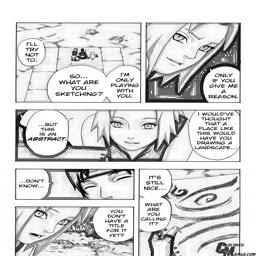 ONLY
IF YOU
GIVE ME
A
REASON.
I'M
ONLY
PLAYING
WITH
YOU.
I'LL
TRY
NOT
TO.
SO...
WHAT
ARE YOU
SKETCHING?
I
WOULD'VE
THOUGHT
THAT A
PLACE LIKE
THIS WOULD
HAVE YOU
DRAWING A
LANDSCAPE...
...BUT
THIS IS
AN
ABSTRACT.
IT'S
STILL
NICE...
WHAT
ARE YOU
CALLING
IT?
...DON'T
KNOW...
YOU
DON'T
HAVE A
TITLE FOR
IT YET?